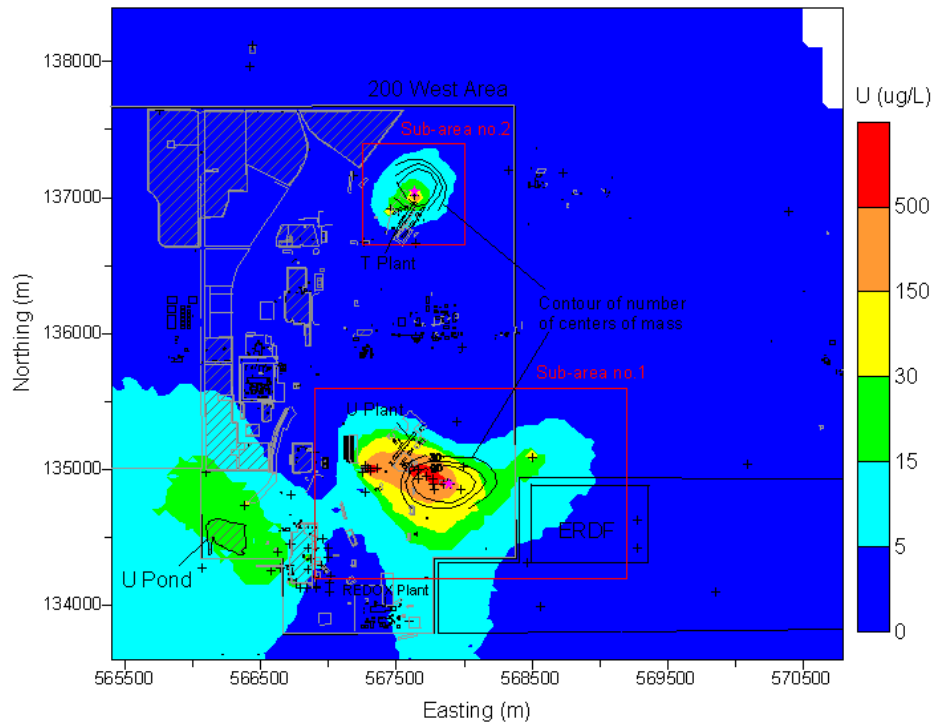 138000
137000
136000
135000
134000
Northing (m)
200 West Area
Sub-area no.2
T Plant
Contour of number
of centers of mass
Sub-area no.1
U Plant
U Pond
REDOX Plant
ERDF
565500
566500
567500
568500
569500
570500
Easting (m)
U (ug/L)
500
150
30
15
5
0